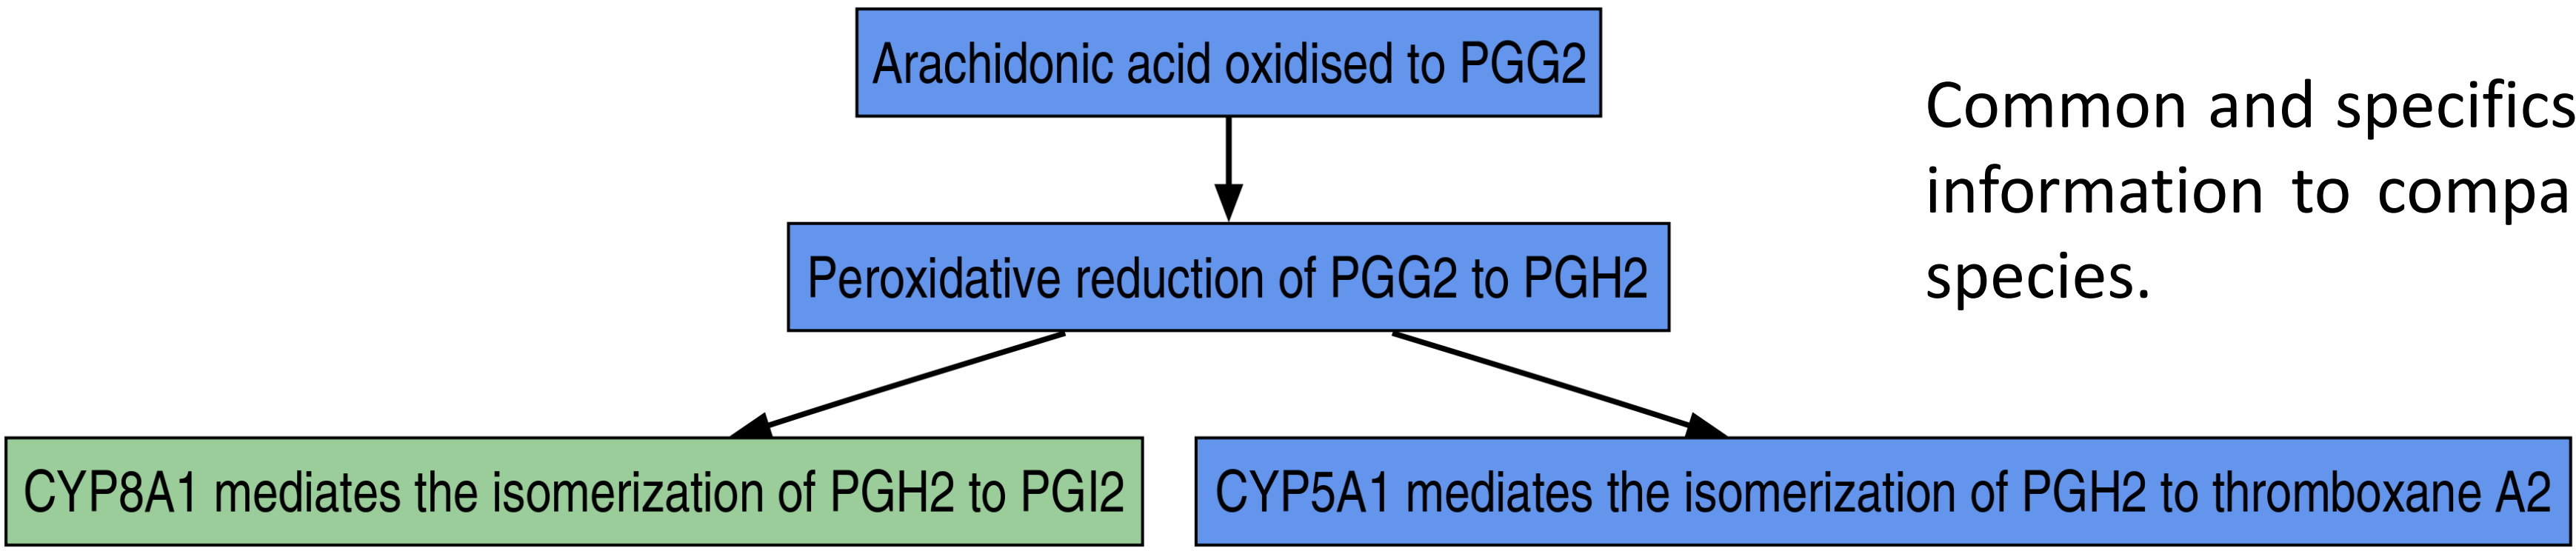 Arachidonic acid oxidised to PGG2
Common and specifics
information to compa
species.
Peroxidative reduction of PGG2 to PGH2
CYP8A1 mediates the isomerization of PGH2 to PGI2
CYP5A1 mediates the isomerization of PGH2 to thromboxane A2